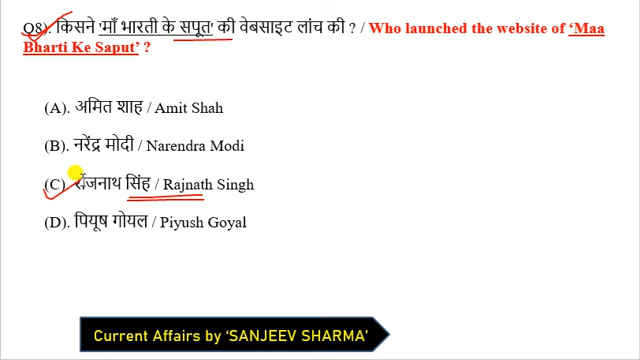 Q8). किसने 'माँ भारती के सपूत' की वेबसाइट लांच की ? / Who launched the website of ‘Maa
Bharti Ke Saput’ ?
(A). अमित शाह / Amit Shah
(B). नरेंद्र मोदी / Narendra Modi
(C). राजनाथ सिंह / Rajnath Singh
(D). पियूष गोयल / Piyush Goyal
Current Affairs by ‘SANJEEV SHARMA’